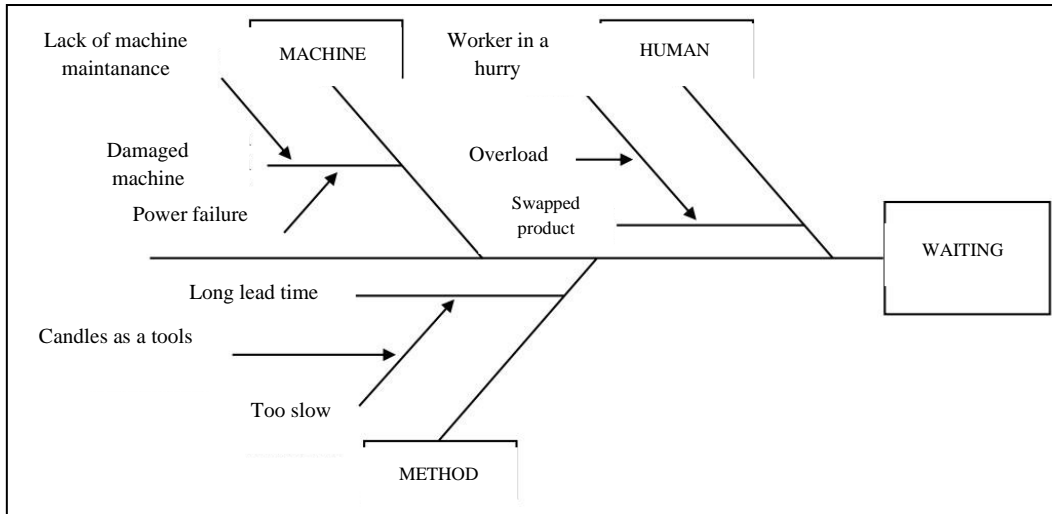 Lack of machine
maintanance
MACHINE
Worker in a
hurry
HUMAN
Damaged
machine
Overload
Power failure
Swapped
product
WAITING
Long lead time
Candles as a tools
Too slow
METHOD